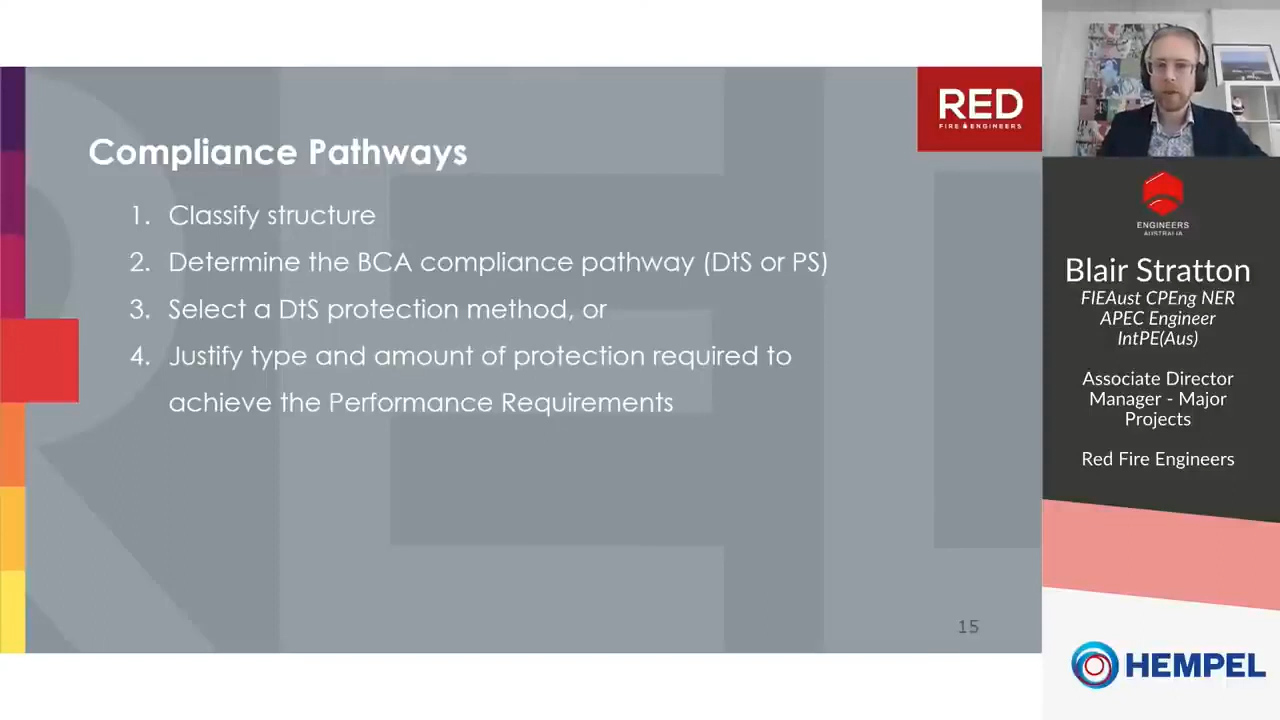 RED
FIRE & ENGINEERS
Compliance Pathways
1. Classify structure
2. Determine the BCA compliance pathway (DtS or PS)
3. Select a DtS protection method, or
4. Justify type and amount of protection required to
achieve the Performance Requirements
15
ENGINEERS
AUSTRALIA
Blair Stratton
FIEAust CPEng NER
APEC Engineer
IntPE(Aus)
Associate Director
Manager - Major
Projects
Red Fire Engineers
HEMPEL